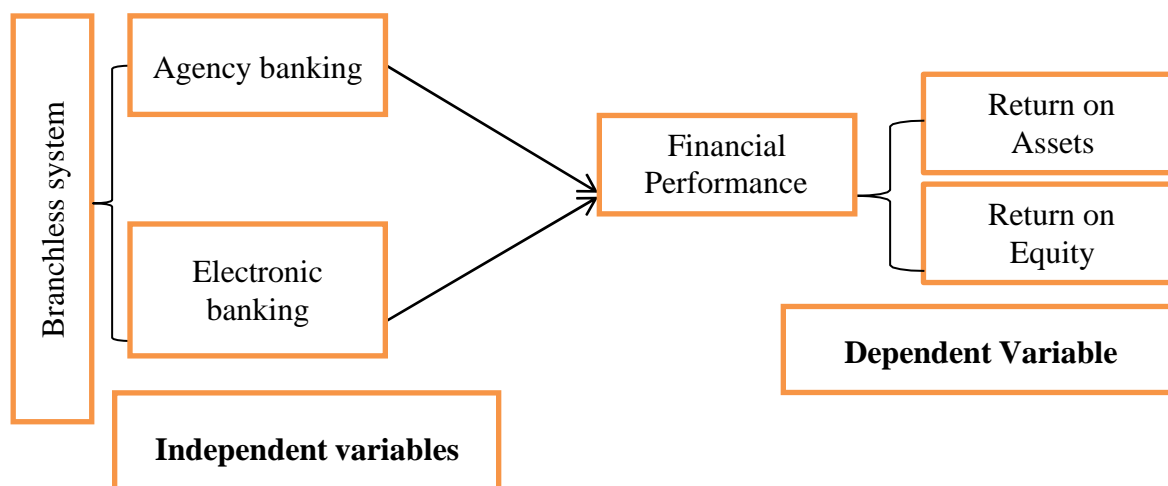 Branchless system
Agency banking
Electronic
banking
Independent variables
Financial
Performance
Return on
Assets
Return on
Equity
Dependent Variable